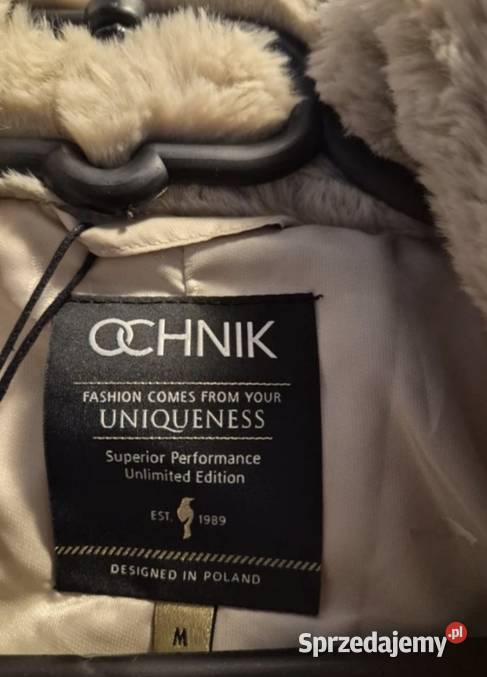 OCHNIK
FASHION COMES FROM YOUR
UNIQUENESS
Superior Performance
Unlimited Edition
EST. 1989
DESIGNED IN POLAND
M
Sprzedajemy.pl